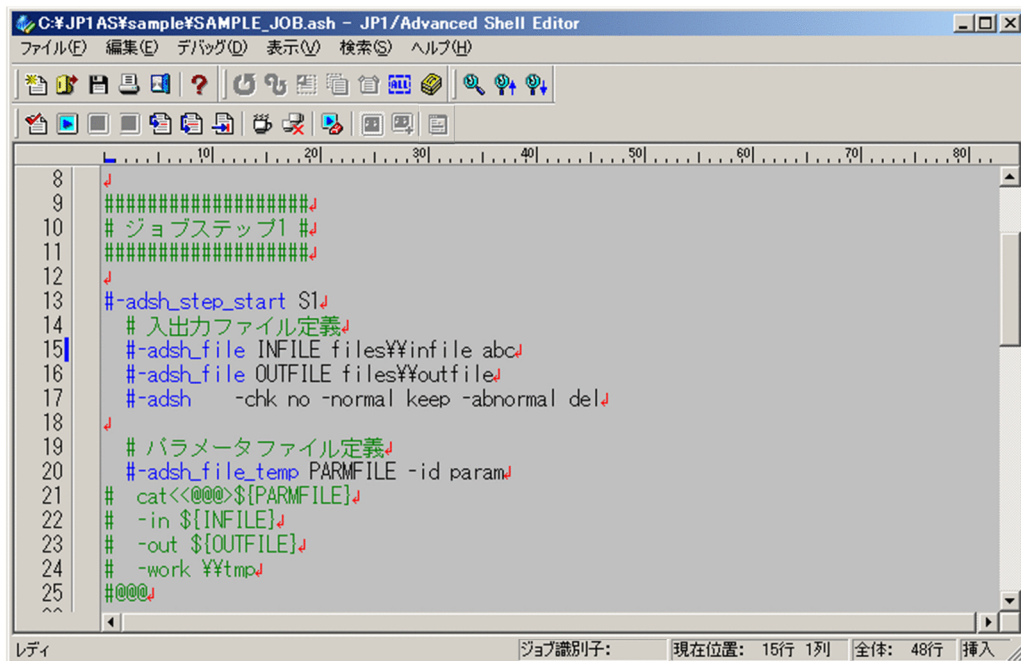 C:¥JP1AS¥sample¥SAMPLE_JOB.ash - JP1/Advanced Shell Editor
ファイル(F) 編集(E) デバッグ(D) 表示(V) 検索(S) ヘルプ(H)
ALL
10 20 30 40 50 60 70 80
8
9 ###################
10 # ジョブステップ1 #
11 ###################
12
13 #-adsh_step_start S1
14 # 入出力ファイル定義
15 #-adsh_file INFILE files¥¥infile abc
16 #-adsh_file OUTFILE files¥¥outfile
17 #-adsh -chk no -normal keep -abnormal del
18
19 # パラメータファイル定義
20 #-adsh_file_temp PARMFILE -id param
21 # cat<<@@@>${PARMFILE}
22 # -in ${INFILE}
23 # -out ${OUTFILE}
24 # -work ¥¥tmp
25 #@@@
レディ ジョブ識別子: 現在位置: 15行 1列 全体: 48行 挿入